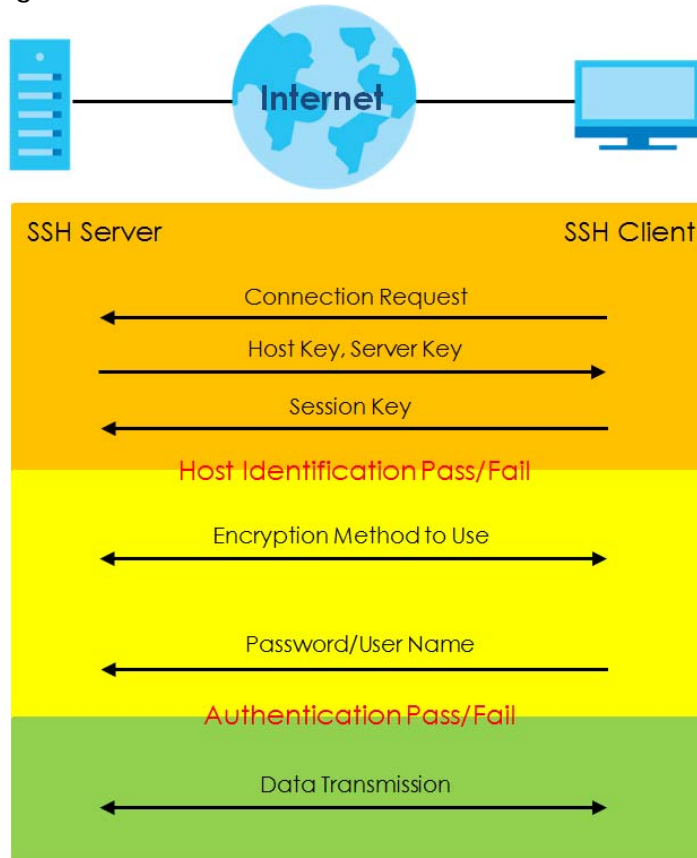 Internet
SSH Server
SSH Client
Connection Request
Host Key, Server Key
Session Key
Host Identification Pass/Fail
Encryption Method to Use
Password/User Name
Authentication Pass/Fail
Data Transmission